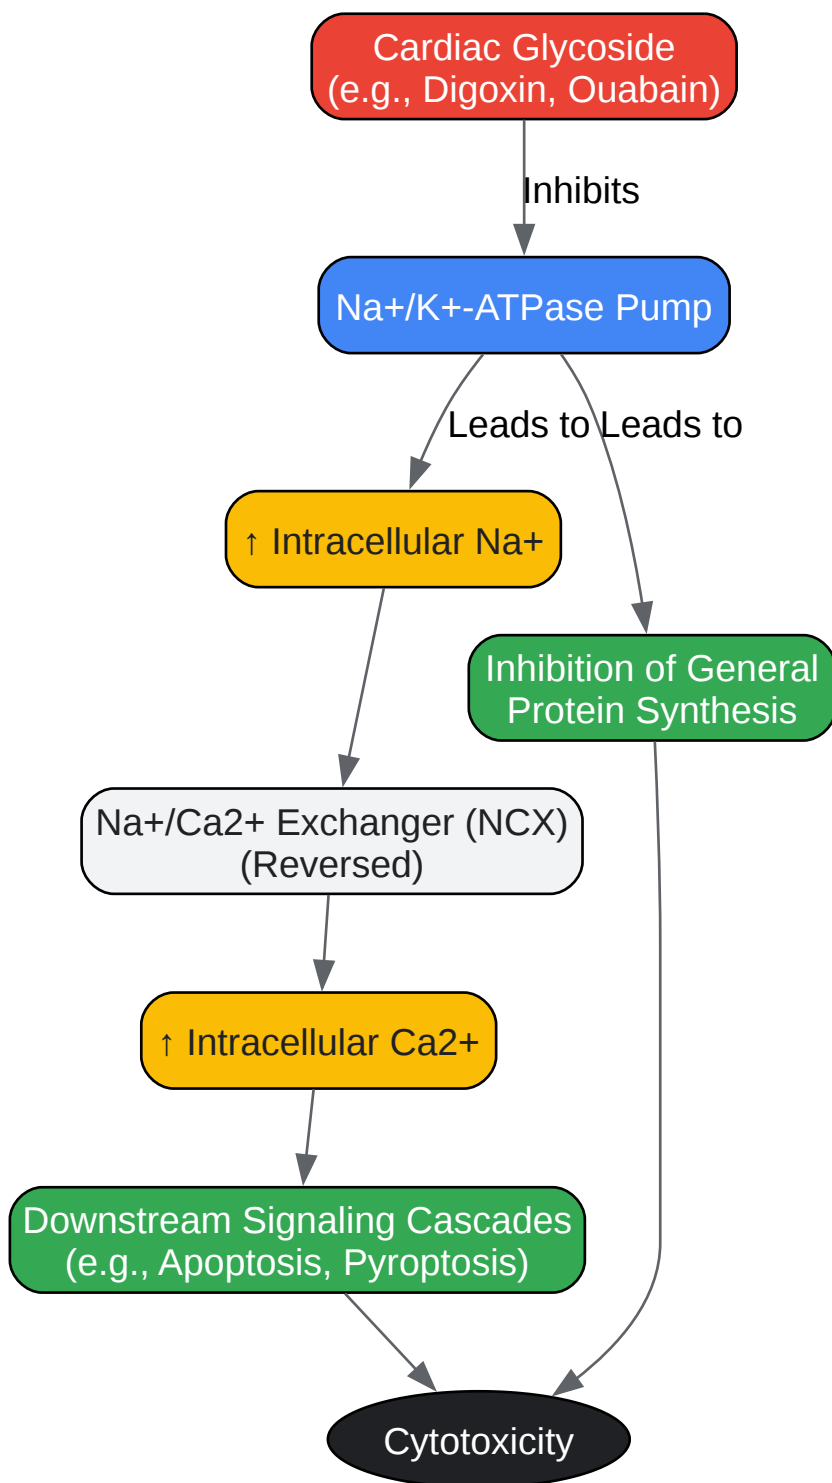 Cardiac Glycoside
(e.g., Digoxin, Ouabain)
Inhibits
Na+/K+-ATPase Pump
Leads to
Leads to
↑ Intracellular Na+
Inhibition of General
Protein Synthesis
Na+/Ca2+ Exchanger (NCX)
(Reversed)
↑ Intracellular Ca2+
Downstream Signaling Cascades
(e.g., Apoptosis, Pyroptosis)
Cytotoxicity